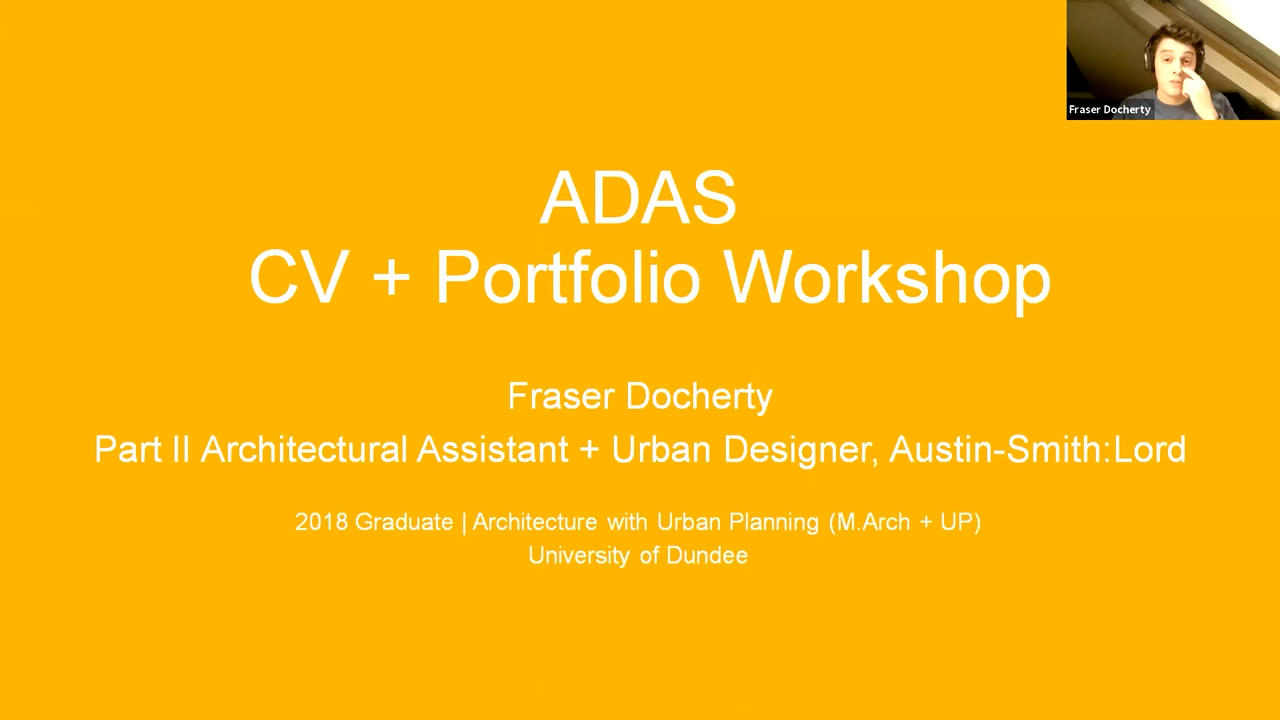 Fraser Docherty
ADAS
CV + Portfolio Workshop
Fraser Docherty
Part II Architectural Assistant + Urban Designer, Austin-Smith:Lord
2018 Graduate | Architecture with Urban Planning (M.Arch + UP)
University of Dundee